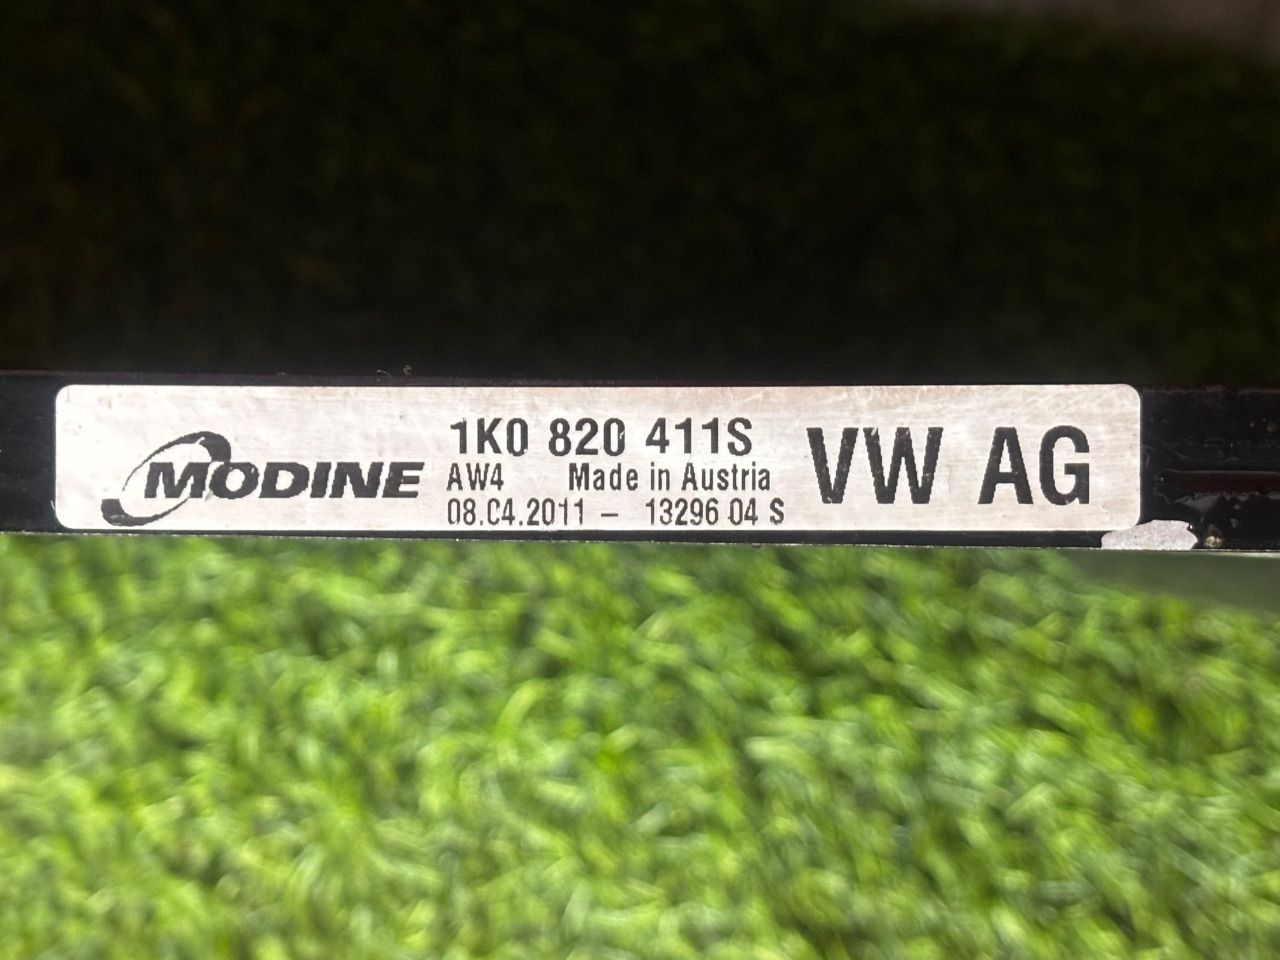 MODINE
1K0 820 411S
AW4 Made in Austria
08.04.2011 – 13296 04 S
VW AG